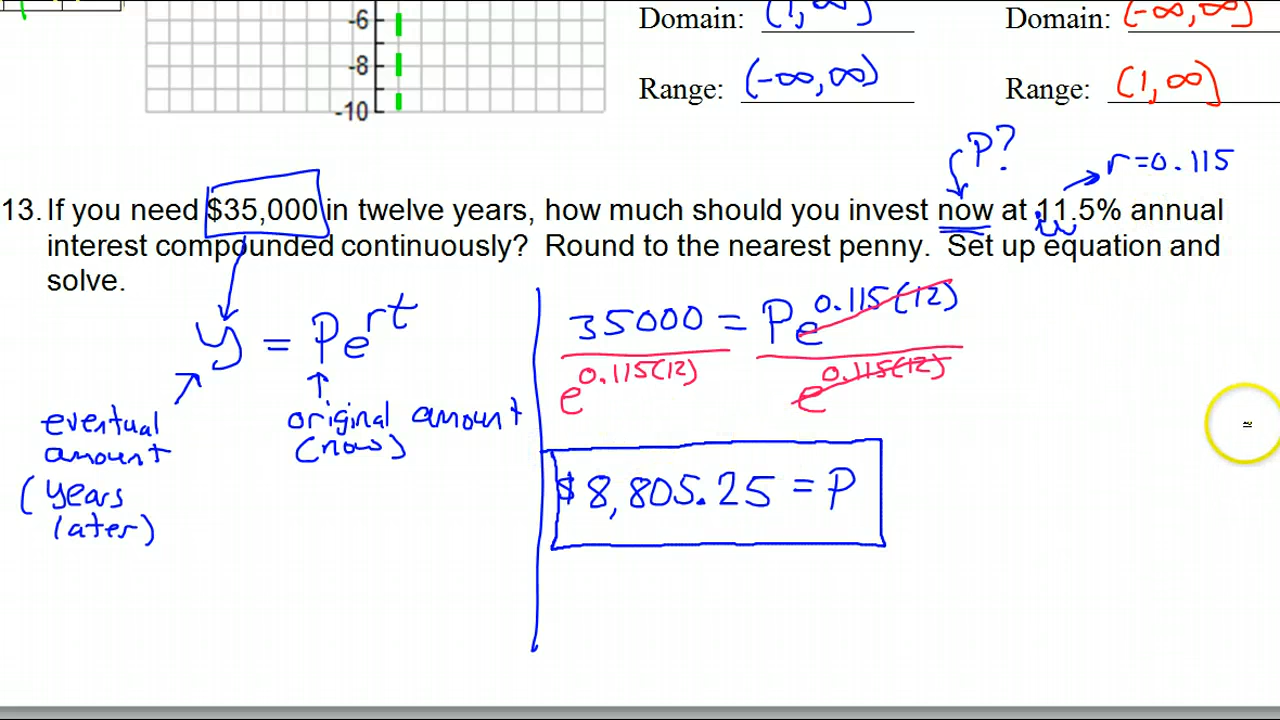 -6
Domain: (1, ∞)
Domain: (-∞, ∞)
-8
Range: (-∞, ∞)
Range: (1, ∞)
-10
P?
r = 0.115
13. If you need $35,000 in twelve years, how much should you invest now at 11.5% annual
interest compounded continuously? Round to the nearest penny. Set up equation and
solve.
y = Pe^rt
eventual
amount
(years
later)
original amount
(now)
35000 = Pe^0.115(12)
e^0.115(12) e^0.115(12)
$8,805.25 = P